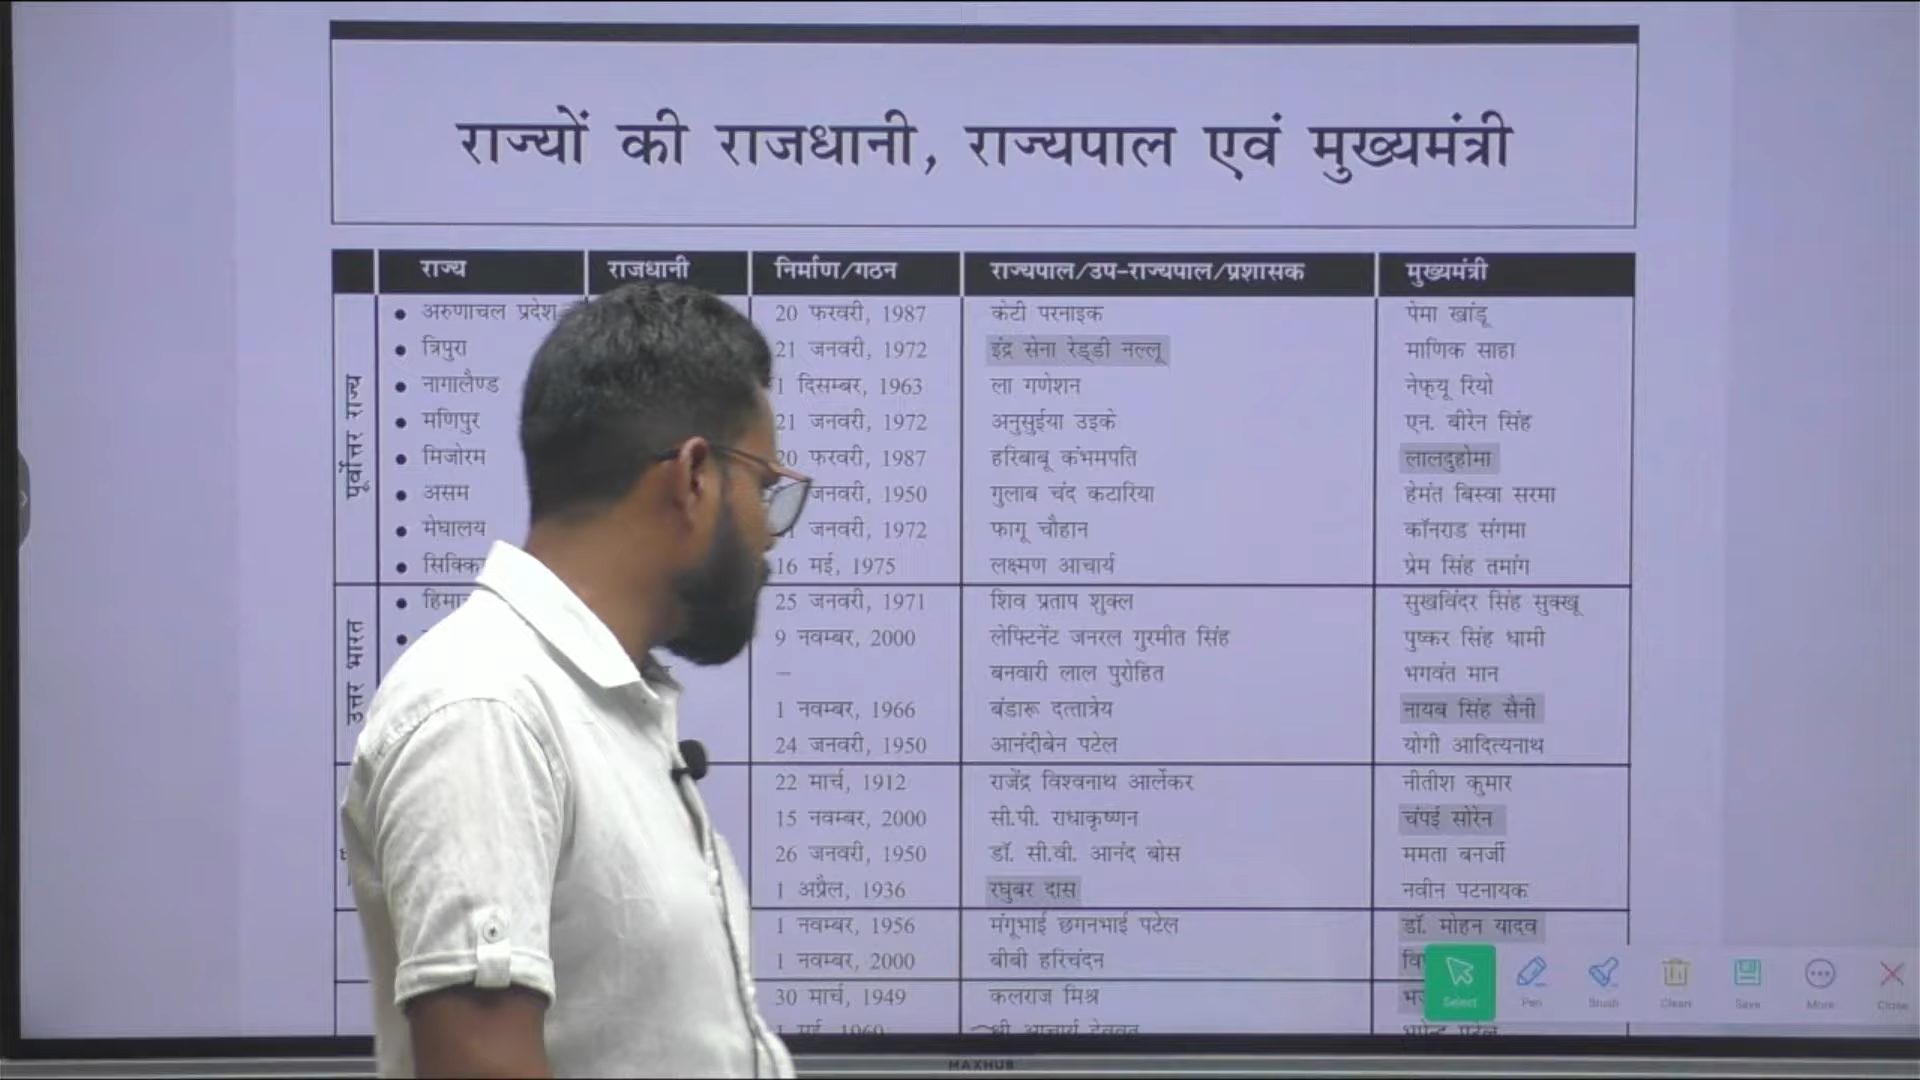 राज्यों की राजधानी, राज्यपाल एवं मुख्यमंत्री
राज्य राजधानी निर्माण/गठन राज्यपाल/उप-राज्यपाल/प्रशासक मुख्यमंत्री
पूर्वोत्तर राज्य
• अरुणाचल प्रदेश 20 फरवरी, 1987 केटी परनाइक पेमा खांडू
• त्रिपुरा 21 जनवरी, 1972 इंद्र सेना रेड्डी नल्लू माणिक साहा
• नागालैण्ड 1 दिसम्बर, 1963 ला गणेशन नेफ्यू रियो
• मणिपुर 21 जनवरी, 1972 अनुसुईया उइके एन. बीरेन सिंह
• मिजोरम 20 फरवरी, 1987 हरिबाबू कंभमपति लालदुहोमा
• असम जनवरी, 1950 गुलाब चंद कटारिया हेमंत बिस्वा सरमा
• मेघालय जनवरी, 1972 फागू चौहान कॉनराड संगमा
• 16 मई, 1975 लक्ष्मण आचार्य प्रेम सिंह तमांग
उत्तर भारत
• 25 जनवरी, 1971 शिव प्रताप शुक्ल सुखविंदर सिंह सुक्खू
• 9 नवम्बर, 2000 लेफ्टिनेंट जनरल गुरमीत सिंह पुष्कर सिंह धामी
– बनवारी लाल पुरोहित भगवंत मान
1 नवम्बर, 1966 बंडारू दत्तात्रेय नायब सिंह सैनी
24 जनवरी, 1950 आनंदीबेन पटेल योगी आदित्यनाथ
22 मार्च, 1912 राजेंद्र विश्वनाथ आर्लेकर नीतीश कुमार
15 नवम्बर, 2000 सी.पी. राधाकृष्णन चंपई सोरेन
26 जनवरी, 1950 डॉ. सी.वी. आनंद बोस ममता बनर्जी
1 अप्रैल, 1936 रघुबर दास नवीन पटनायक
1 नवम्बर, 1956 मंगूभाई छगनभाई पटेल डॉ. मोहन यादव
1 नवम्बर, 2000 बीबी हरिचंदन
30 मार्च, 1949 कलराज मिश्र
Select Pen Brush Clean Save More Close
MAXHUB